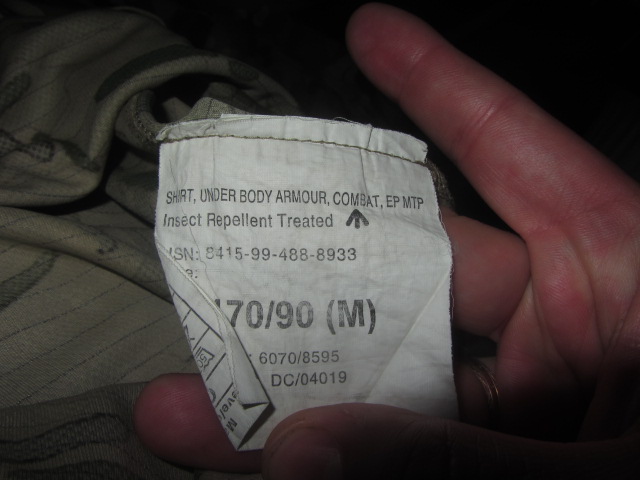 SHIRT, UNDER BODY ARMOUR, COMBAT, EP MTP
Insect Repellent Treated
8415-99-488-8933
170/90 (M)
6070/8595
DC/04019